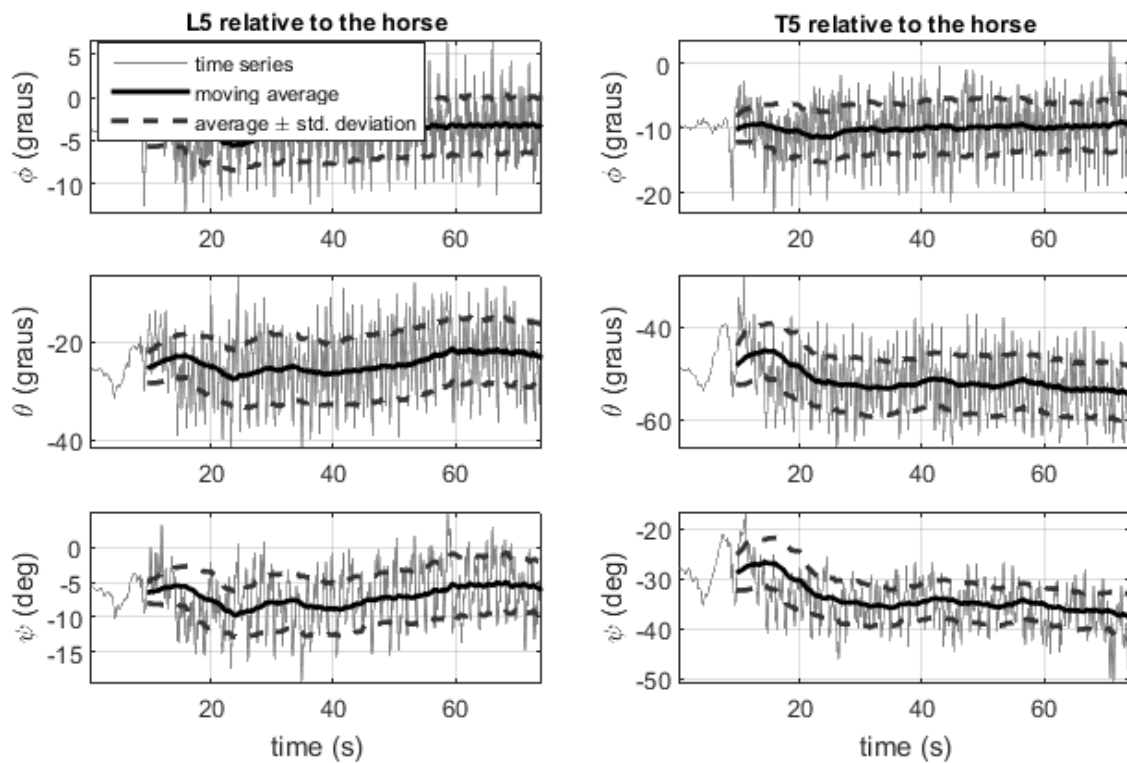 L5 relative to the horse
T5 relative to the horse
time series
moving average
average ± std. deviation
ϕ (graus)
5
0
-5
-10
20 40 60
ϕ (graus)
0
-10
-20
20 40 60
θ (graus)
-20
-40
20 40 60
θ (graus)
-40
-60
20 40 60
ψ (deg)
0
-5
-10
-15
20 40 60
time (s)
ψ (deg)
-20
-30
-40
-50
20 40 60
time (s)